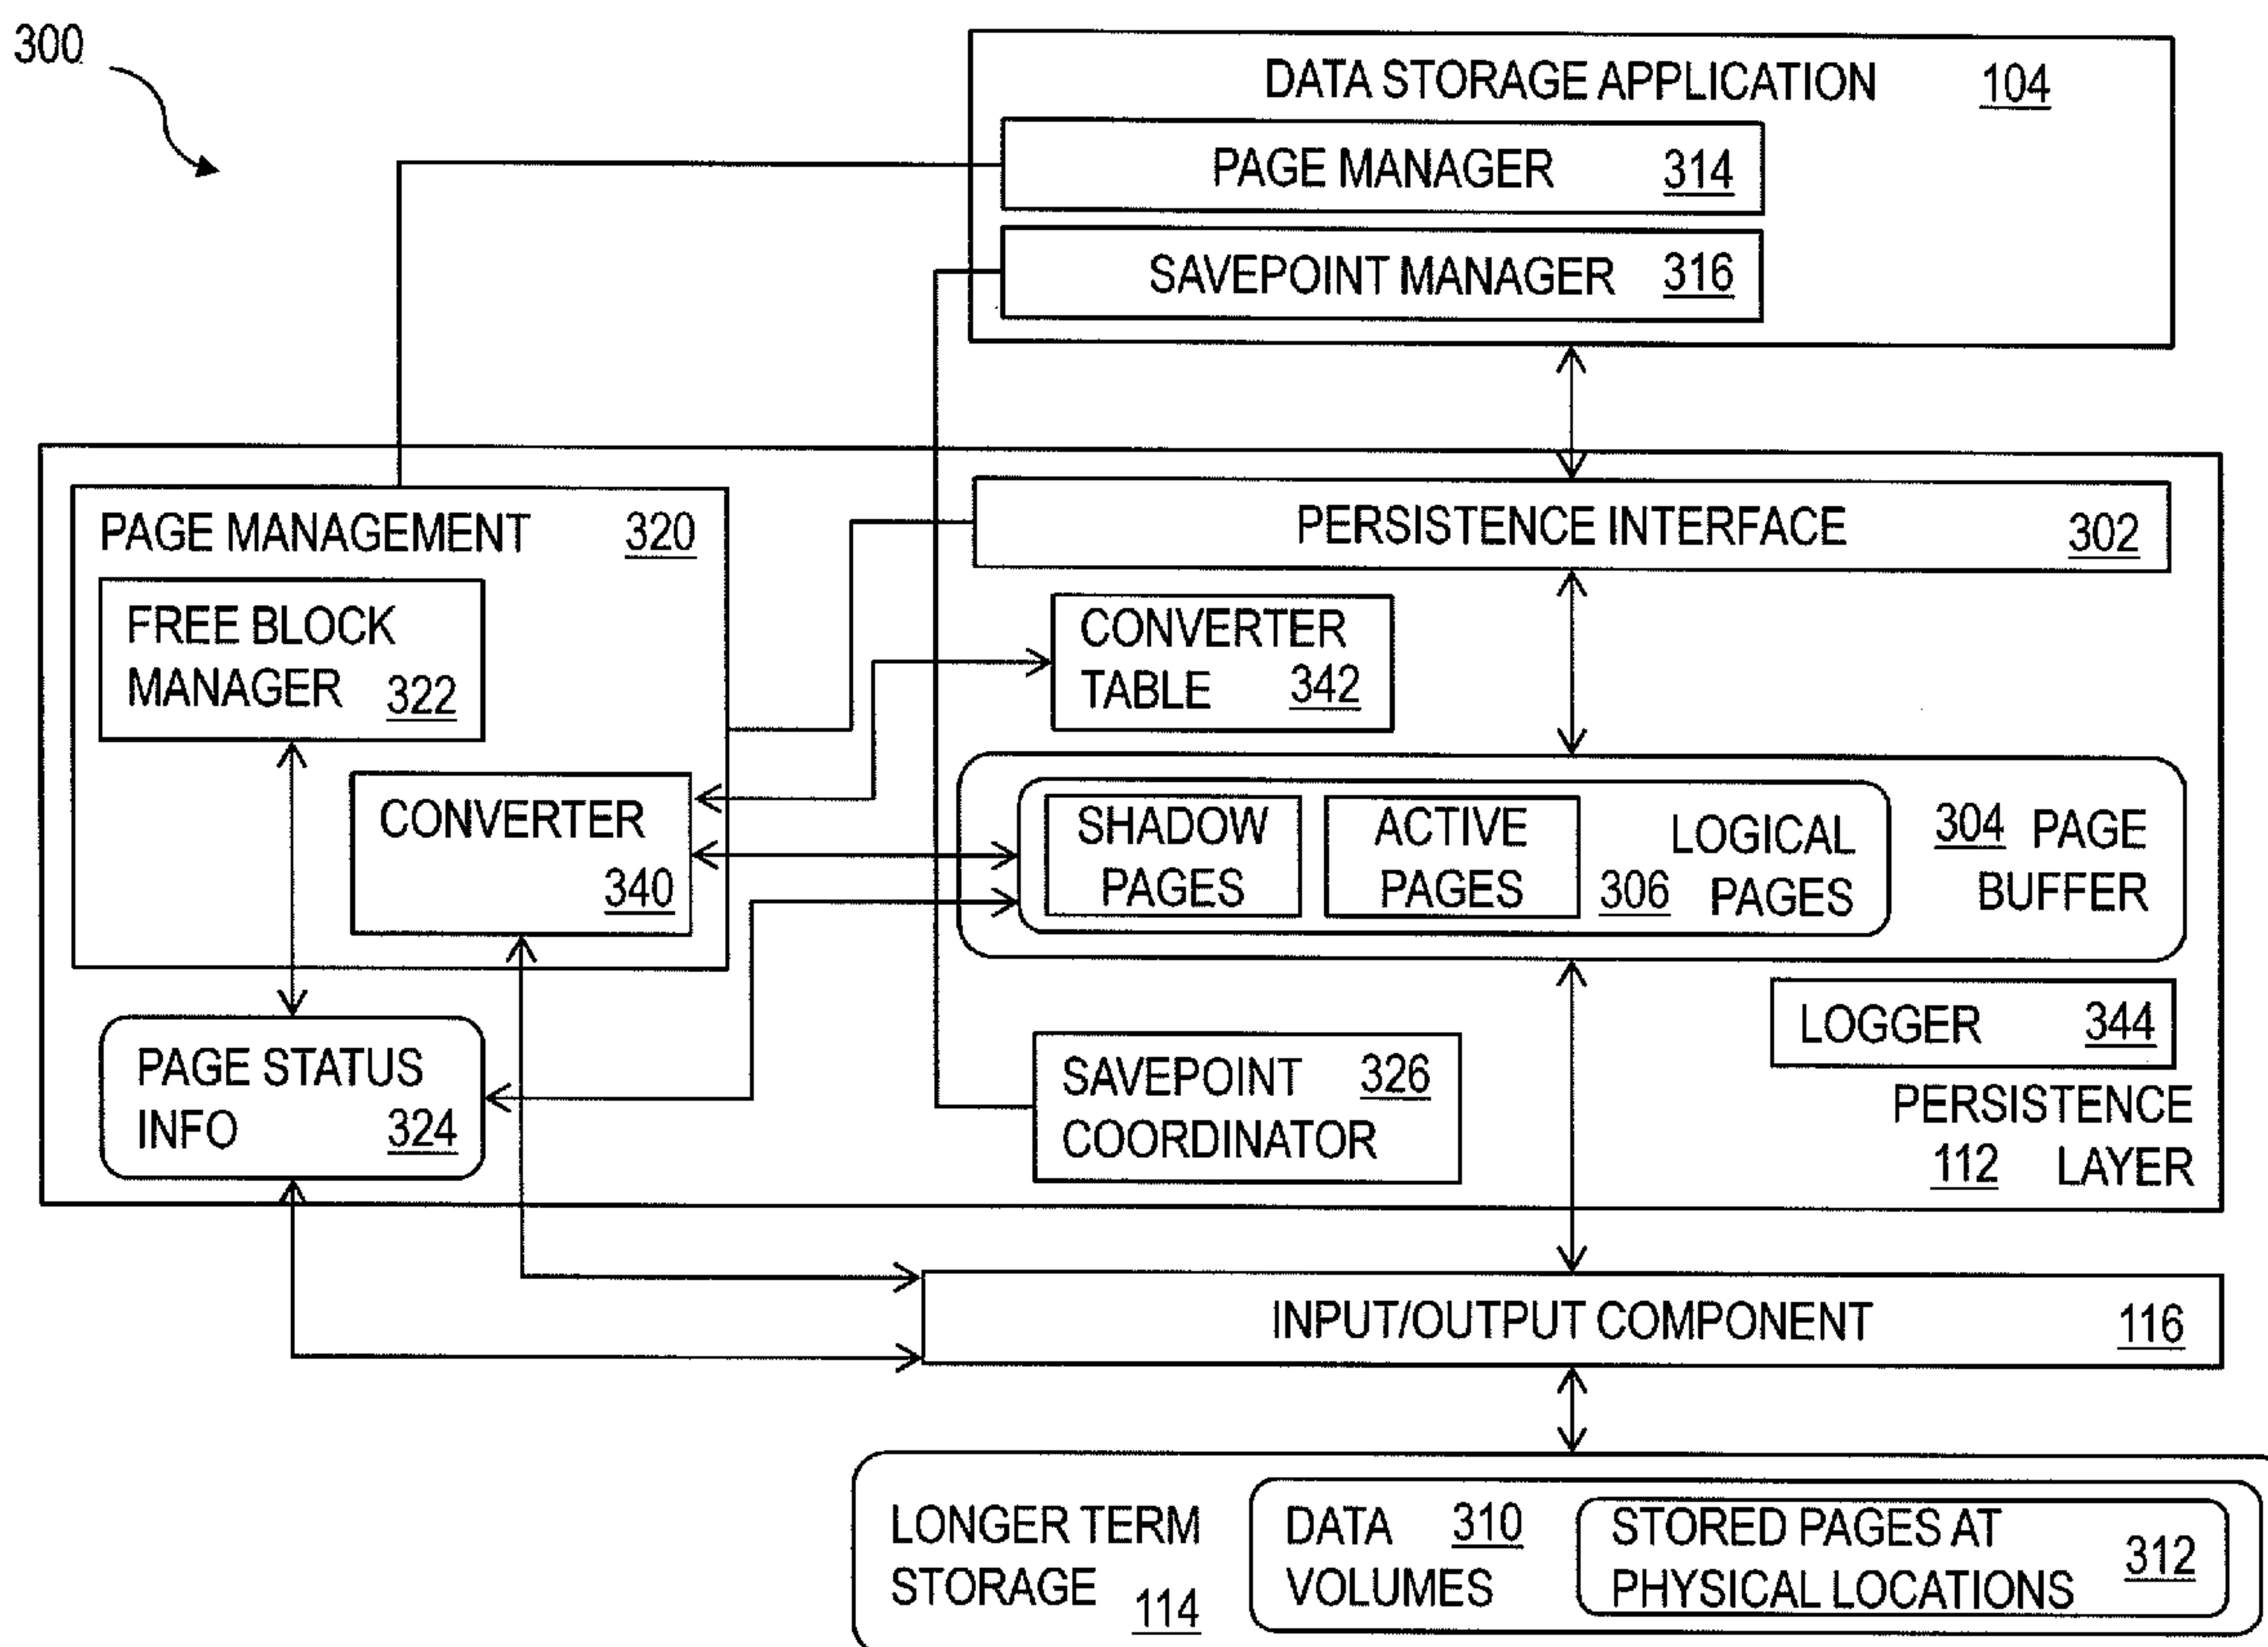 300
DATA STORAGE APPLICATION 104
PAGE MANAGER 314
SAVEPOINT MANAGER 316
PAGE MANAGEMENT 320
PERSISTENCE INTERFACE 302
FREE BLOCK
MANAGER 322
CONVERTER
TABLE 342
CONVERTER
340
SHADOW
PAGES
ACTIVE
PAGES
LOGICAL
306 PAGES
304 PAGE
BUFFER
LOGGER 344
PAGE STATUS
INFO 324
SAVEPOINT 326
COORDINATOR
PERSISTENCE
112 LAYER
INPUT/OUTPUT COMPONENT 116
LONGER TERM
STORAGE 114
DATA 310
VOLUMES
STORED PAGES AT
PHYSICAL LOCATIONS 312